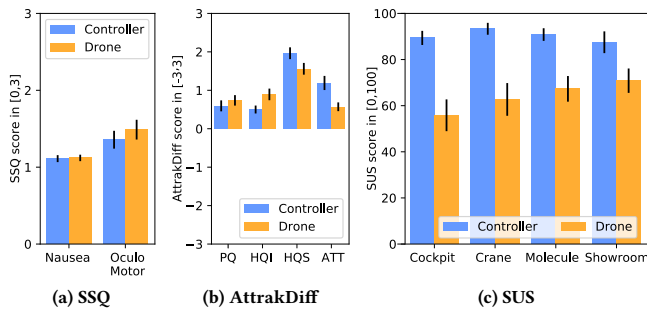 SSQ score in [0,3]
3
2
1
0
Controller
Drone
Nausea
Oculo
Motor
(a) SSQ
AttrakDiff score in [-3,3]
3
2
1
0
−1
−2
−3
Controller
Drone
PQ
HQI
HQS
ATT
(b) AttrakDiff
SUS score in [0,100]
100
80
60
40
20
0
Controller
Drone
Cockpit
Crane
Molecule
Showroom
(c) SUS